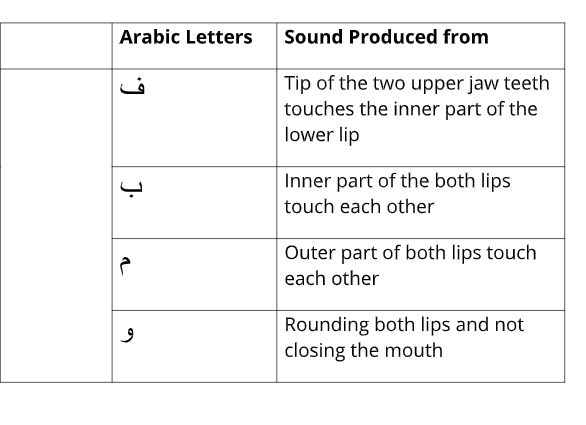 Arabic Letters Sound Produced from
ف Tip of the two upper jaw teeth
touches the inner part of the
lower lip
ب Inner part of the both lips
touch each other
م Outer part of both lips touch
each other
و Rounding both lips and not
closing the mouth